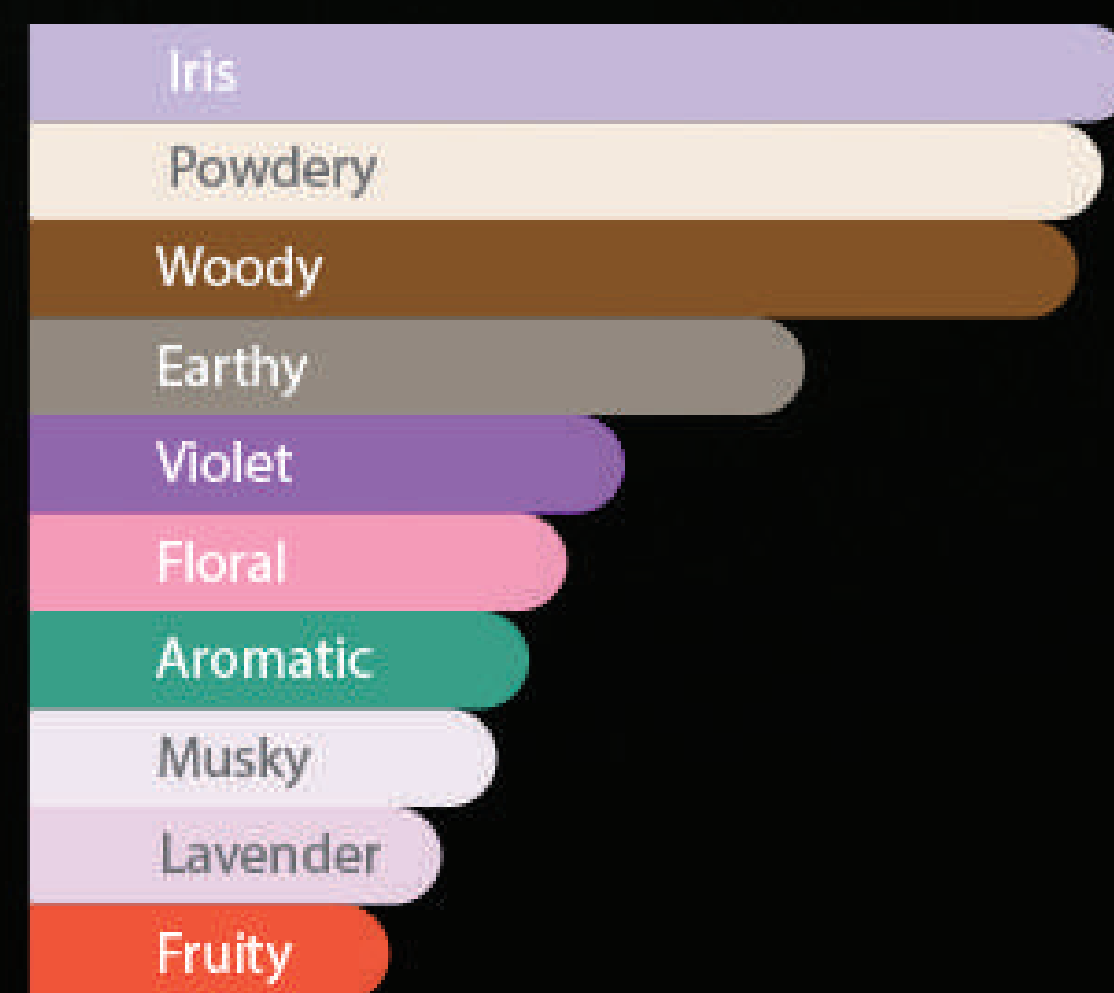 Iris
Powdery
Woody
Earthy
Violet
Floral
Aromatic
Musky
Lavender
Fruity